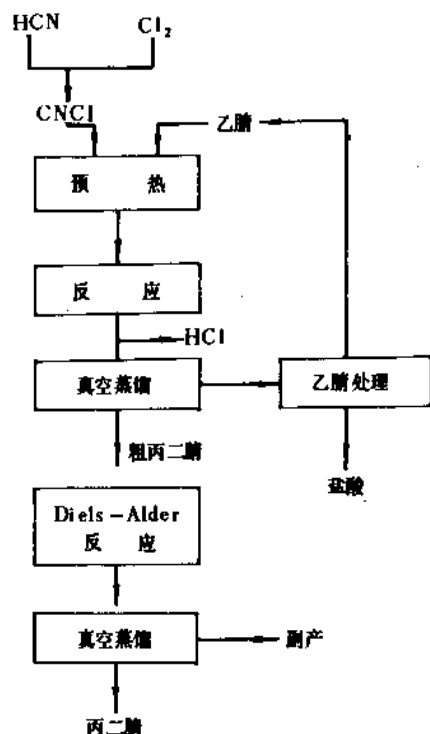 HCN Cl₂
CNCl 乙腈
预 热
反 应
HCl
真空蒸馏 乙腈处理
粗丙二腈
盐酸
Diels-Alder
反 应
真空蒸馏 副产
丙二腈